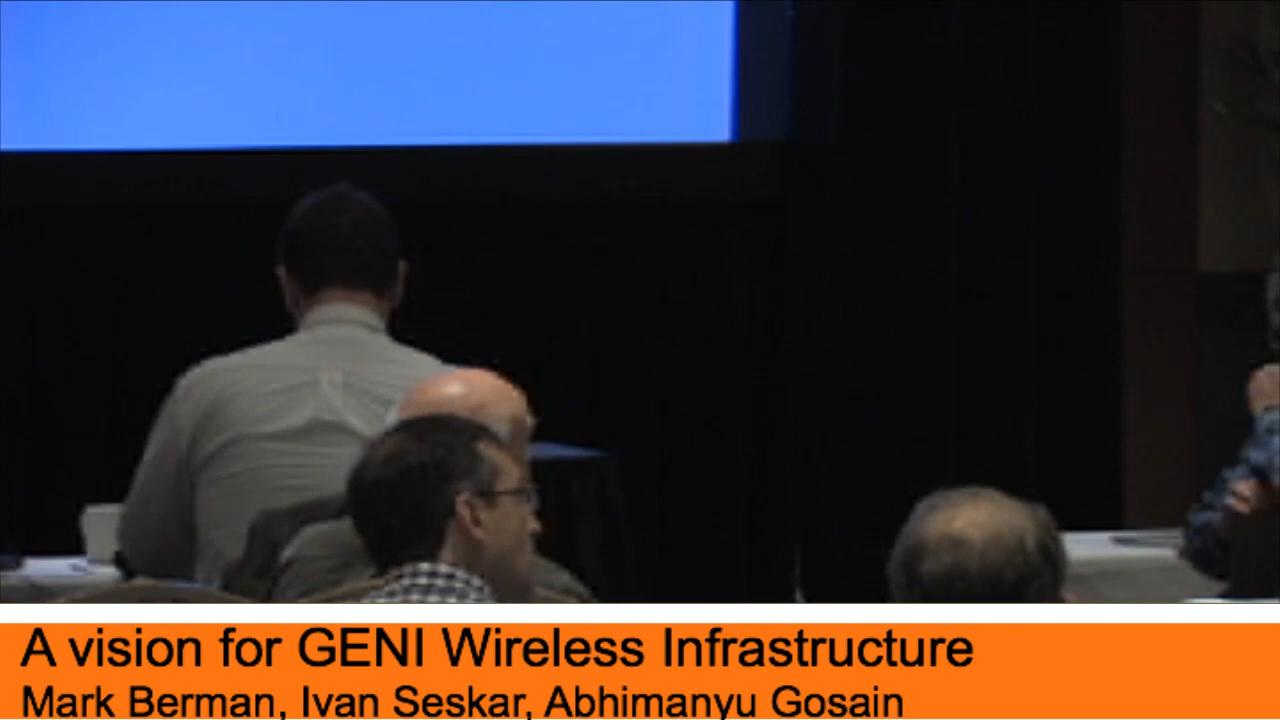 A vision for GENI Wireless Infrastructure
Mark Berman, Ivan Seskar, Abhimanyu Gosain